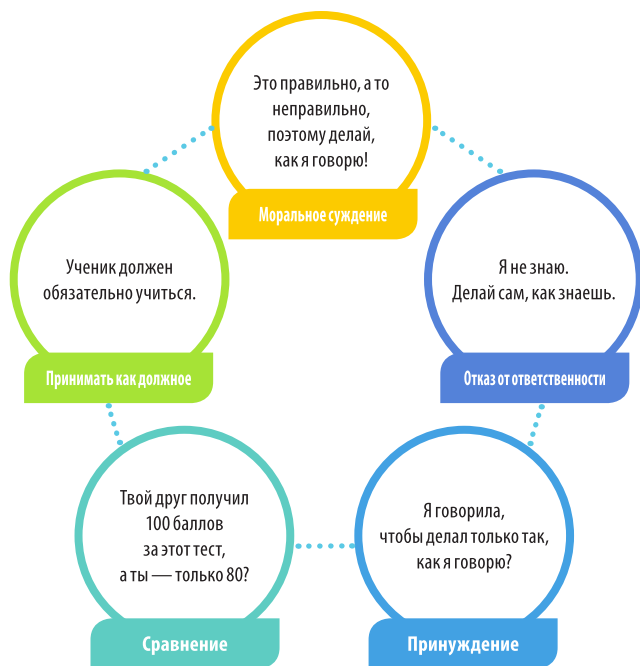 Это правильно, а то
неправильно,
поэтому делай,
как я говорю!
Моральное суждение
Ученик должен
обязательно учиться.
Принимать как должное
Я не знаю.
Делай сам, как знаешь.
Отказ от ответственности
Твой друг получил
100 баллов
за этот тест,
а ты — только 80?
Сравнение
Я говорила,
чтобы делал только так,
как я говорю?
Принуждение